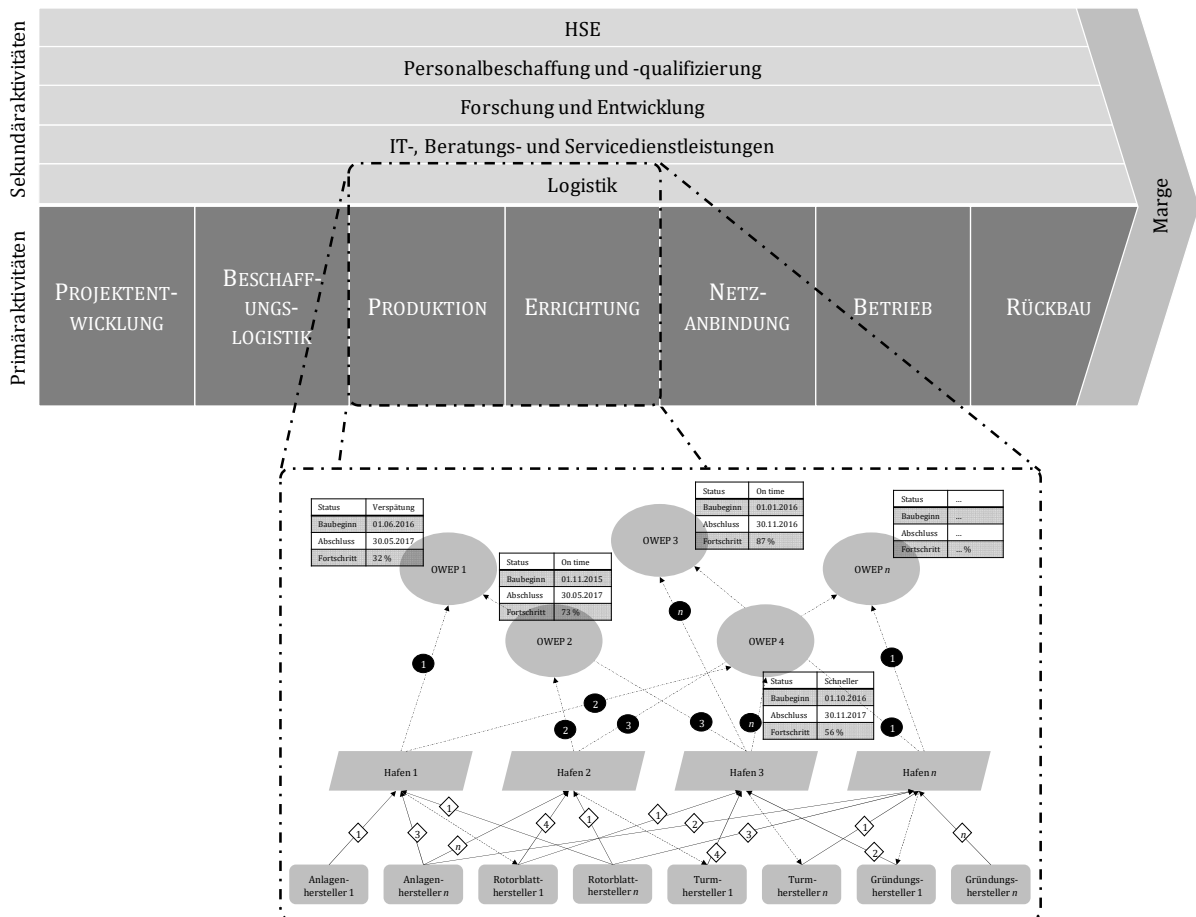 Sekundäraktivitäten
HSE
Personalbeschaffung und -qualifizierung
Forschung und Entwicklung
IT-, Beratungs- und Servicedienstleistungen
Logistik
Marge
Primäraktivitäten
PROJEKTENT-
WICKLUNG
BESCHAFF-
UNGS-
LOGISTIK
PRODUKTION
ERRICHTUNG
NETZ-
ANBINDUNG
BETRIEB
RÜCKBAU
Status Verspätung
Baubeginn 01.06.2016
Abschluss 30.05.2017
Fortschritt 32 %
OWEP 1
Status On time
Baubeginn 01.11.2015
Abschluss 30.05.2017
Fortschritt 73 %
OWEP 2
Status On time
Baubeginn 01.01.2016
Abschluss 30.11.2016
Fortschritt 87 %
OWEP 3
Status ...
Baubeginn ...
Abschluss ...
Fortschritt ... %
OWEP n
OWEP 4
Status Schneller
Baubeginn 01.10.2016
Abschluss 30.11.2017
Fortschritt 56 %
n
1
1
2
2
3
3
n
1
Hafen 1
Hafen 2
Hafen 3
Hafen n
1
3
n
1
4
1
1
2
4
3
1
2
n
Anlagen-
hersteller 1
Anlagen-
hersteller n
Rotorblatt-
hersteller 1
Rotorblatt-
hersteller n
Turm-
hersteller 1
Turm-
hersteller n
Gründungs-
hersteller 1
Gründungs-
hersteller n